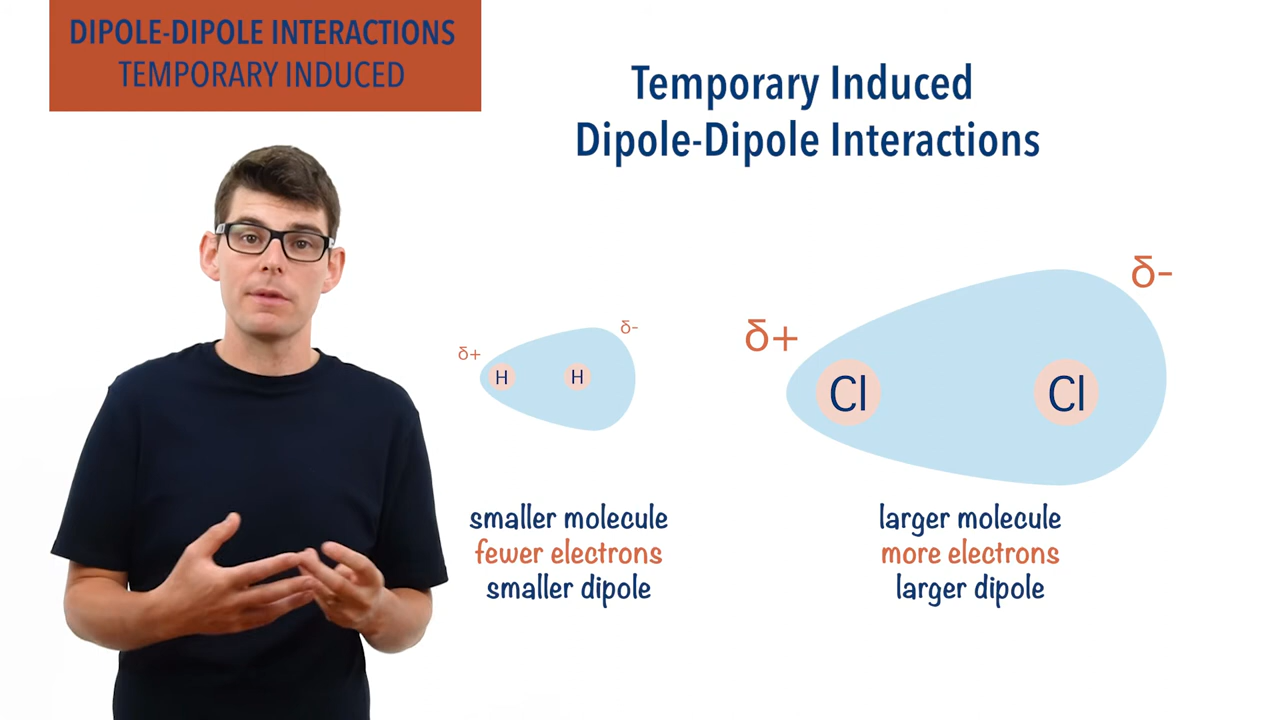 DIPOLE-DIPOLE INTERACTIONS
TEMPORARY INDUCED
Temporary Induced
Dipole-Dipole Interactions
δ+
δ-
H
H
smaller molecule
fewer electrons
smaller dipole
δ+
δ-
Cl
Cl
larger molecule
more electrons
larger dipole